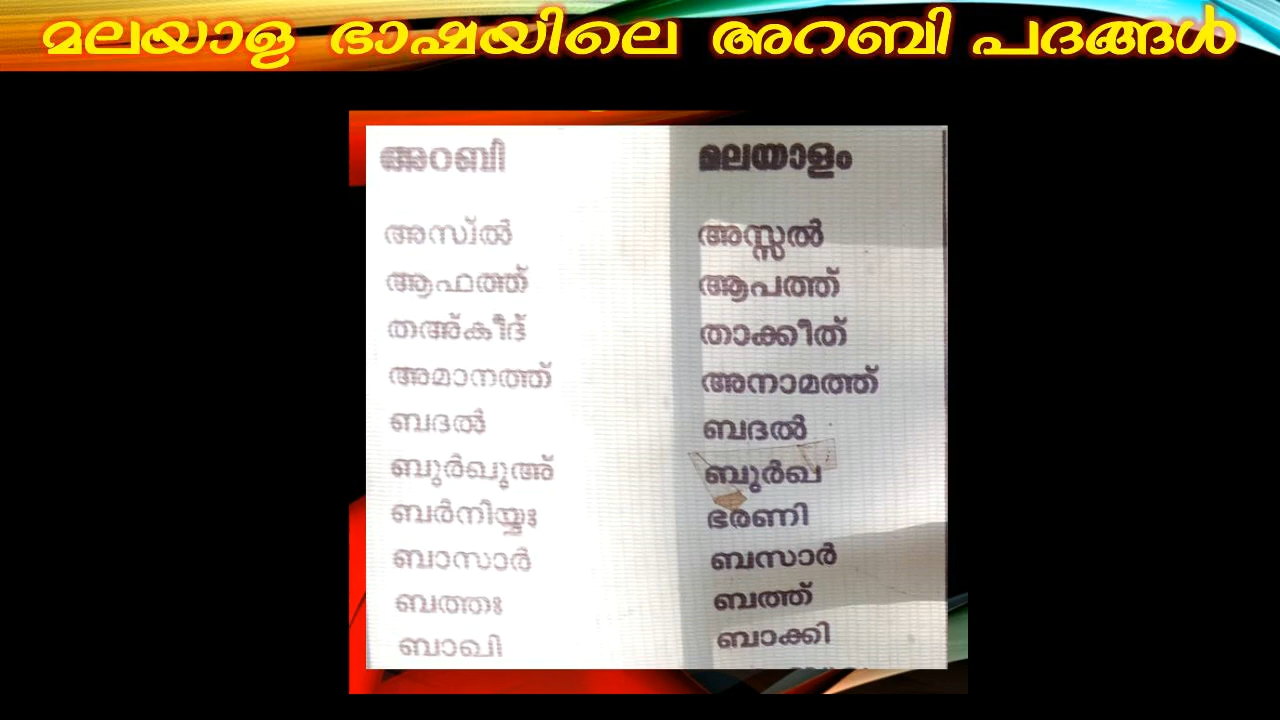 മലയാള ഭാഷയിലെ അറബി പദങ്ങൾ
അറബി മലയാളം
അസ്ൽ അസ്സൽ
ആഫത്ത് ആപത്ത്
തഅ്കീദ് താക്കീത്
അമാനത്ത് അനാമത്ത്
ബദൽ ബദൽ
ബുർഖുഅ് ബുർഖ
ബർനിയ്യഃ ഭരണി
ബാസാർ ബസാർ
ബത്തഃ ബത്ത്
ബാഖി ബാക്കി